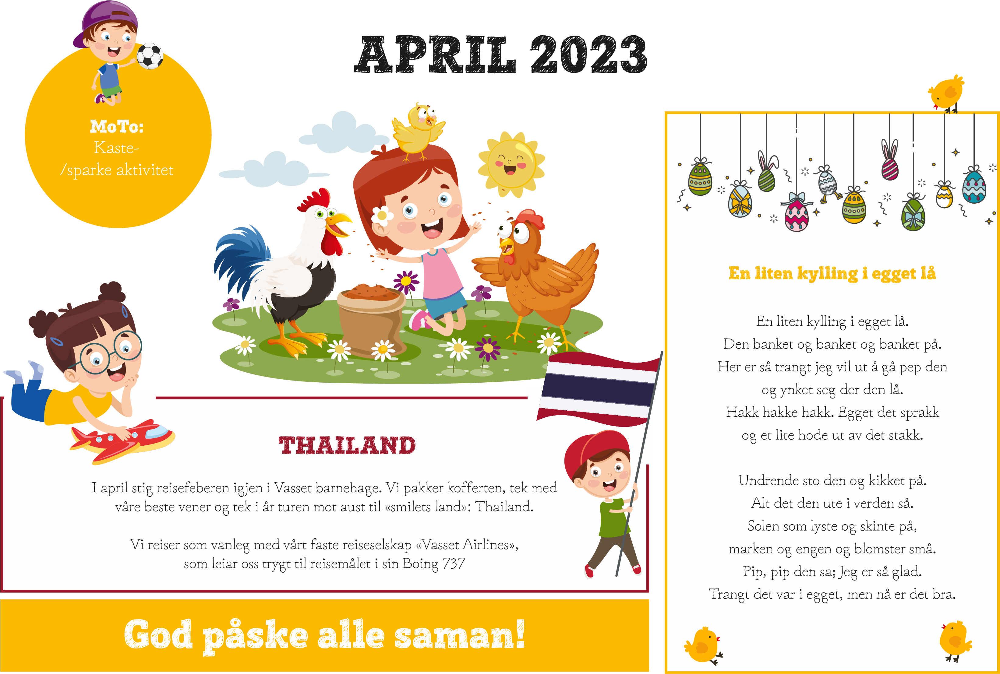 APRIL 2023
MoTo:
Kaste-
/sparke aktivitet
THAILAND
I april stig reisefeberen igjen i Vasset barnehage. Vi pakker kofferten, tek med
våre beste vener og tek i år turen mot aust til «smilets land»: Thailand.
Vi reiser som vanleg med vårt faste reiseselskap «Vasset Airlines»,
som leiar oss trygt til reisemålet i sin Boing 737
God påske alle saman!
En liten kylling i egget lå
En liten kylling i egget lå.
Den banket og banket og banket på.
Her er så trangt jeg vil ut å gå pep den
og ynket seg der den lå.
Hakk hakke hakk. Egget det sprakk
og et lite hode ut av det stakk.
Undrende sto den og kikket på.
Alt det den ute i verden så.
Solen som lyste og skinte på,
marken og engen og blomster små.
Pip, pip den sa; Jeg er så glad.
Trangt det var i egget, men nå er det bra.